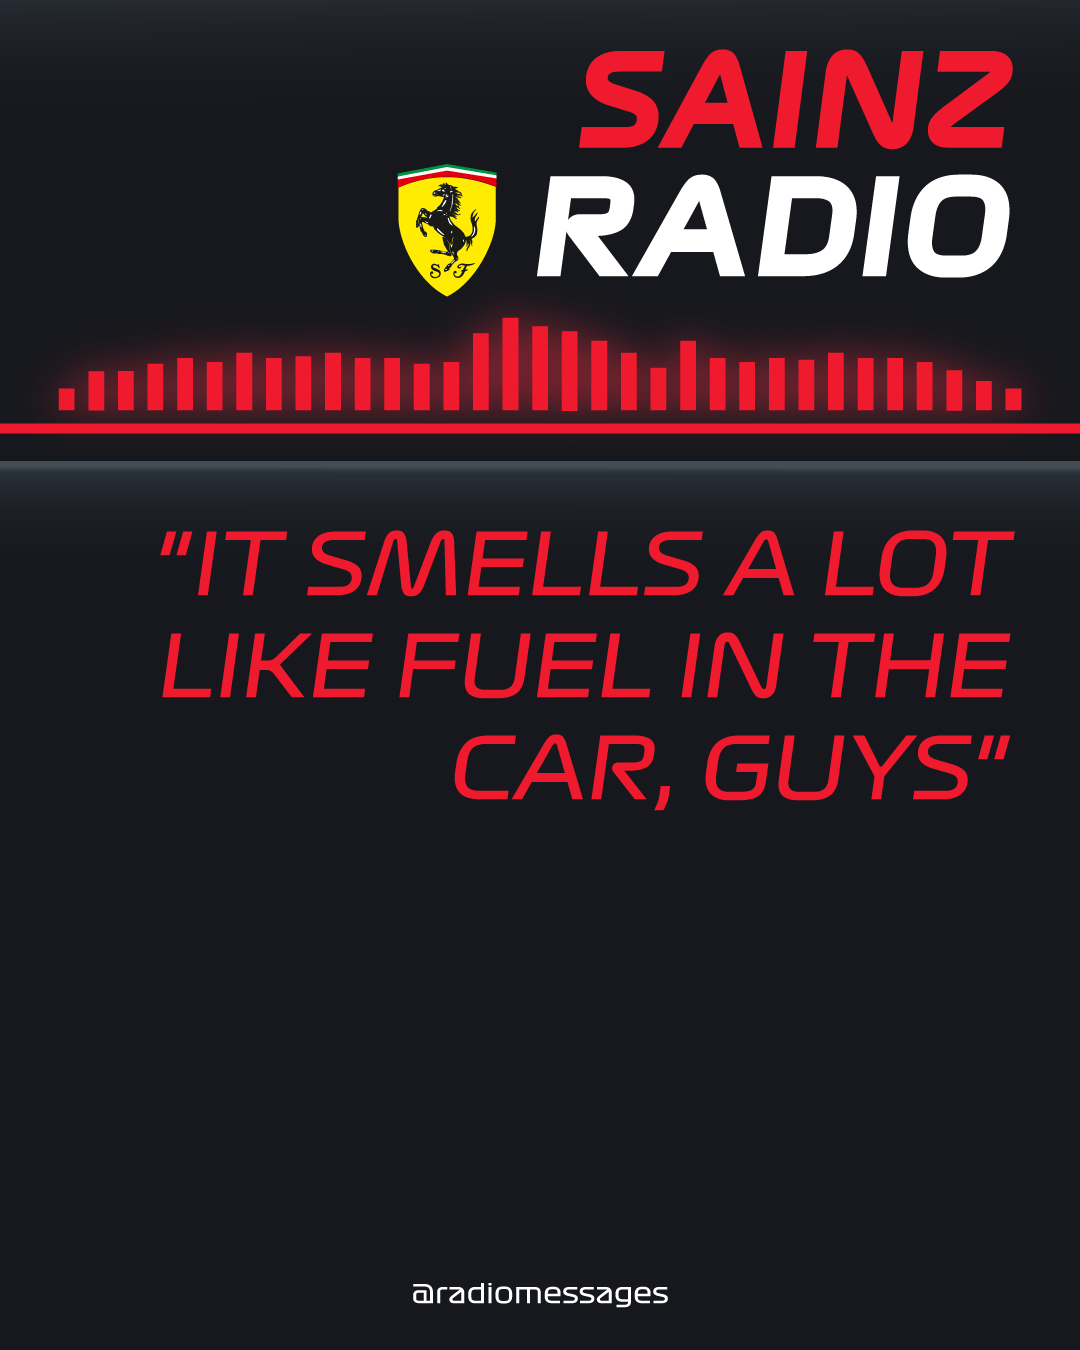 SAINZ
RADIO
S F
"IT SMELLS A LOT
LIKE FUEL IN THE
CAR, GUYS"
@radiomessages